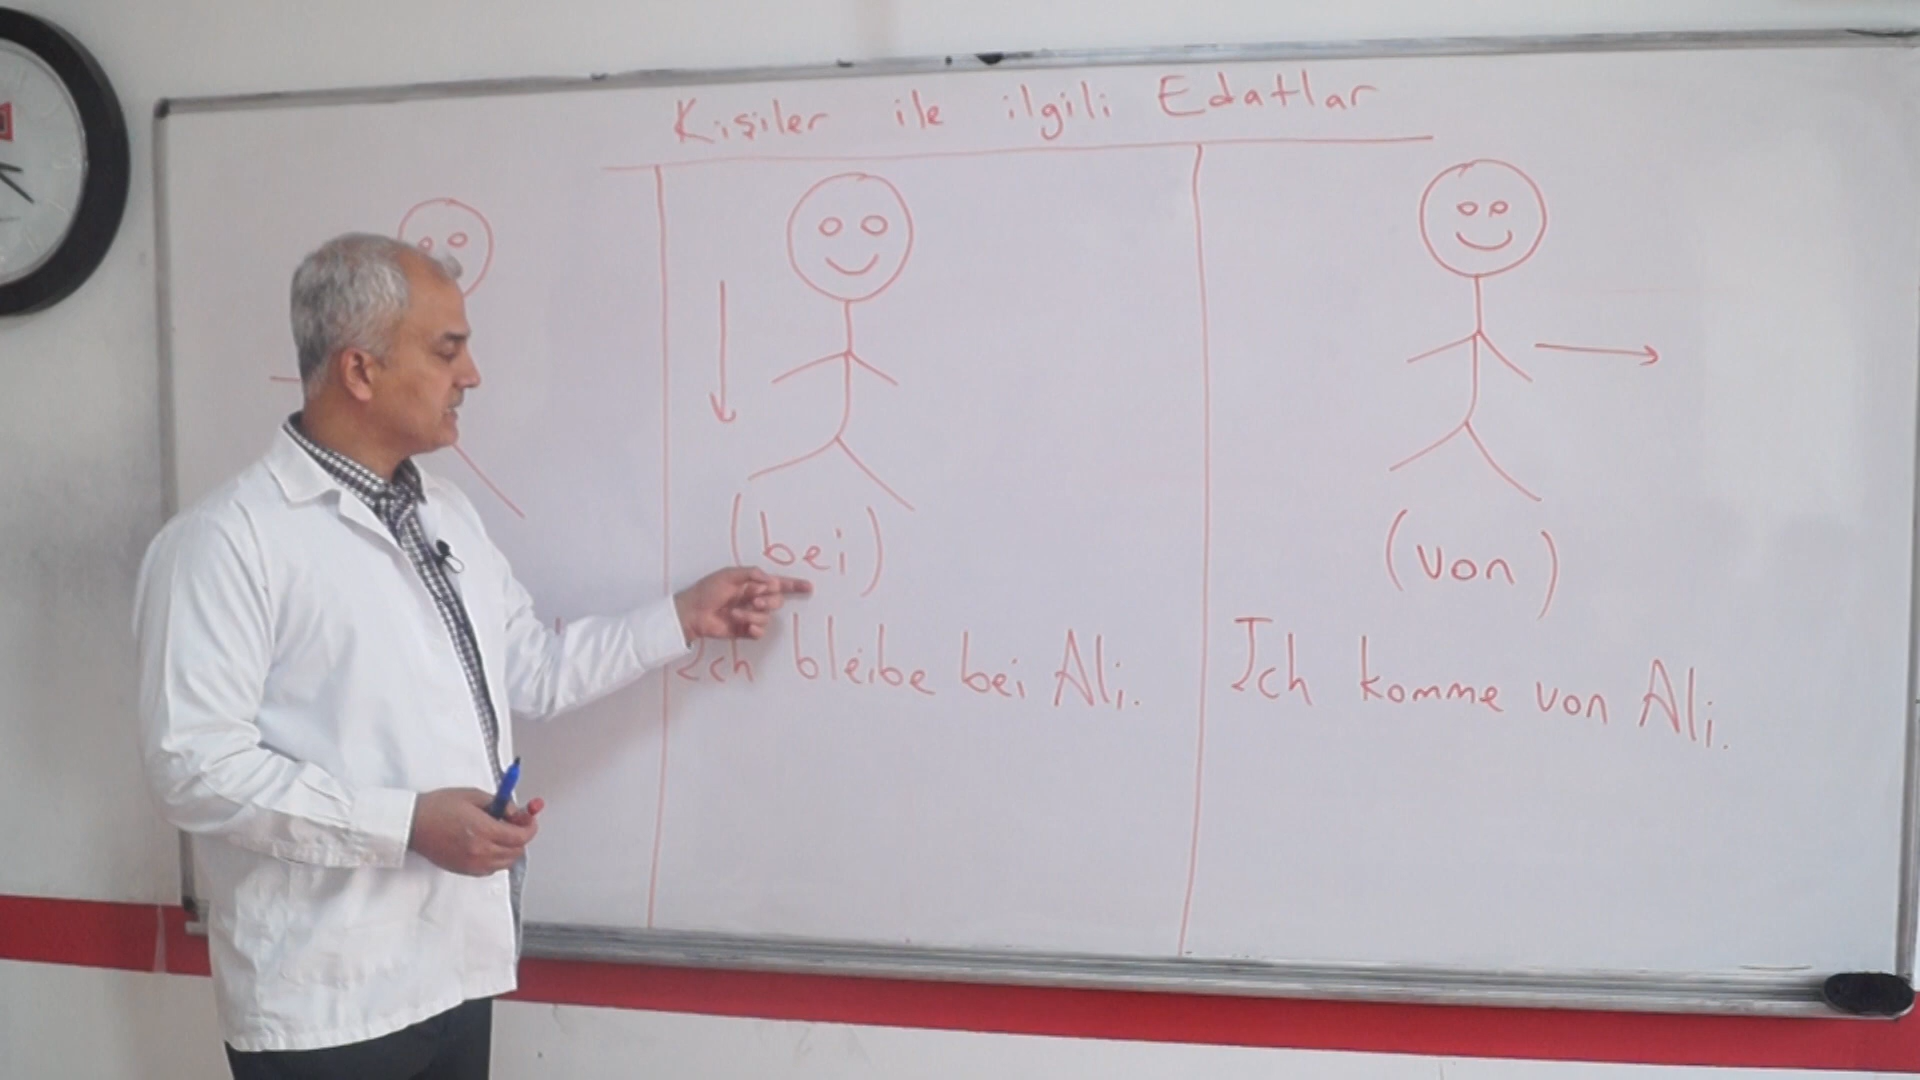 Kişiler ile ilgili Edatlar
(bei)
(von)
Ich bleibe bei Ali.
Ich komme von Ali.